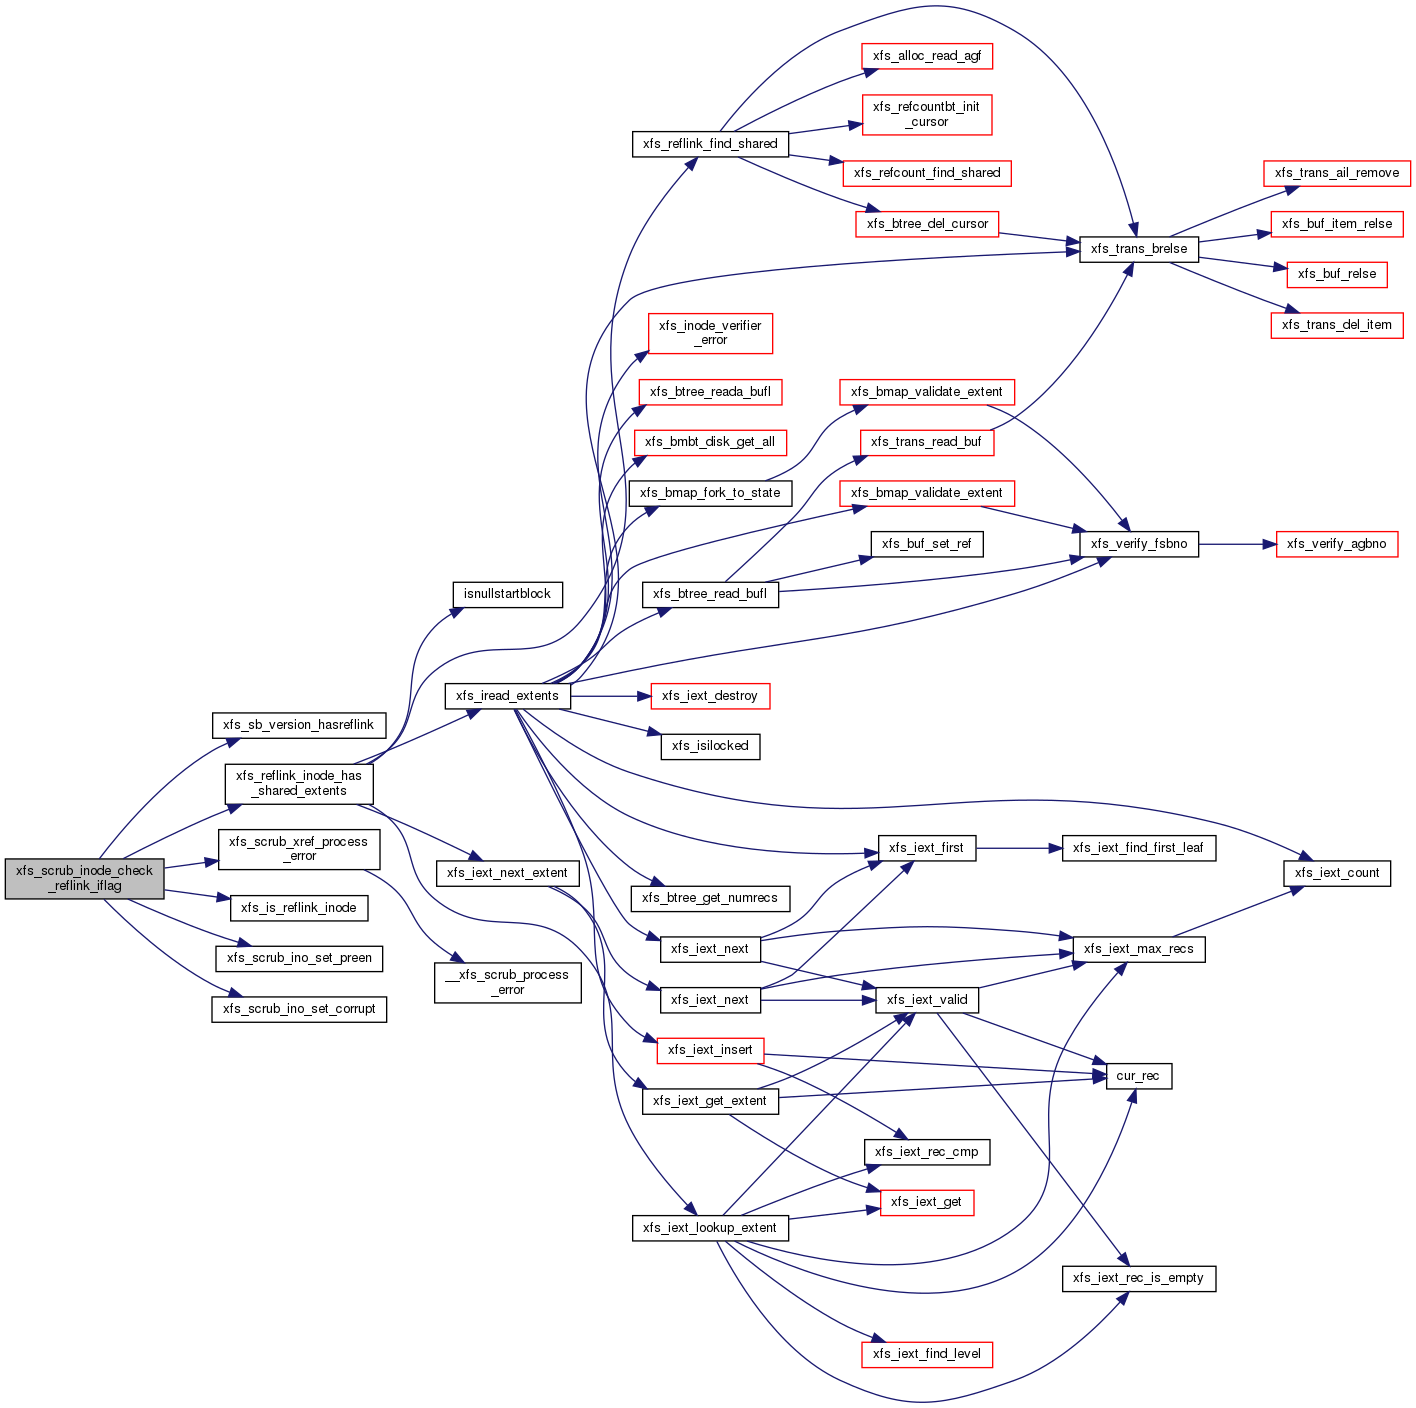 xfs_alloc_read_agf
xfs_refcountbt_init
_cursor
xfs_reflink_find_shared
xfs_refcount_find_shared
xfs_trans_ail_remove
xfs_btree_del_cursor
xfs_buf_item_relse
xfs_trans_brelse
xfs_buf_relse
xfs_inode_verifier
_error
xfs_trans_del_item
xfs_btree_reada_bufl
xfs_bmap_validate_extent
xfs_bmbt_disk_get_all
xfs_trans_read_buf
xfs_bmap_fork_to_state
xfs_bmap_validate_extent
xfs_buf_set_ref
xfs_verify_fsbno
xfs_verify_agbno
isnullstartblock
xfs_btree_read_bufl
xfs_iread_extents
xfs_iext_destroy
xfs_sb_version_hasreflink
xfs_isilocked
xfs_reflink_inode_has
_shared_extents
xfs_scrub_xref_process
_error
xfs_iext_first
xfs_iext_find_first_leaf
xfs_scrub_inode_check
_reflink_iflag
xfs_iext_next_extent
xfs_iext_count
xfs_btree_get_numrecs
xfs_is_reflink_inode
xfs_iext_next
xfs_iext_max_recs
xfs_scrub_ino_set_preen
__xfs_scrub_process
_error
xfs_iext_next
xfs_iext_valid
xfs_scrub_ino_set_corrupt
xfs_iext_insert
cur_rec
xfs_iext_get_extent
xfs_iext_rec_cmp
xfs_iext_get
xfs_iext_lookup_extent
xfs_iext_rec_is_empty
xfs_iext_find_level